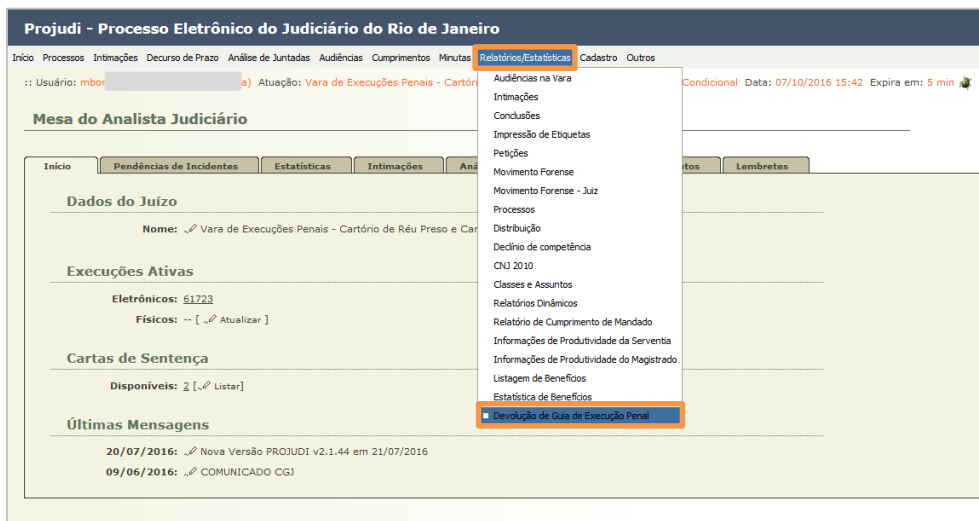 Projudi - Processo Eletrônico do Judiciário do Rio de Janeiro
Início Processos Intimações Decurso de Prazo Análise de Juntadas Audiências Cumprimentos Minutas Relatórios/Estatísticas Cadastro Outros
:: Usuário: mbor a) Atuação: Vara de Execuções Penais - Cartóri Condicional Data: 07/10/2016 15:42 Expira em: 5 min
Audiências na Vara
Intimações
Conclusões
Impressão de Etiquetas
Petições
Movimento Forense
Movimento Forense - Juiz
Processos
Distribuição
Declínio de competência
CNJ 2010
Classes e Assuntos
Relatórios Dinâmicos
Relatório de Cumprimento de Mandado
Informações de Produtividade da Serventia
Informações de Produtividade do Magistrado
Listagem de Benefícios
Estatística de Benefícios
Devolução de Guia de Execução Penal
Mesa do Analista Judiciário
Início Pendências de Incidentes Estatísticas Intimações Aná tos Lembretes
Dados do Juízo
Nome: Vara de Execuções Penais - Cartório de Réu Preso e Car
Execuções Ativas
Eletrônicos: 61723
Físicos: -- [ Atualizar ]
Cartas de Sentença
Disponíveis: 2 [ Listar]
Últimas Mensagens
20/07/2016: Nova Versão PROJUDI v2.1.44 em 21/07/2016
09/06/2016: COMUNICADO CGJ